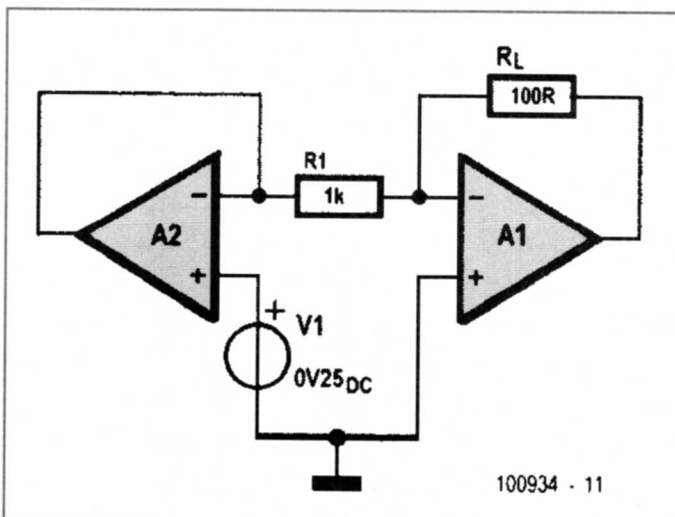 RL
100R
R1
1k
A2
−
+
A1
−
+
+ V1
0V25DC
100934 - 11